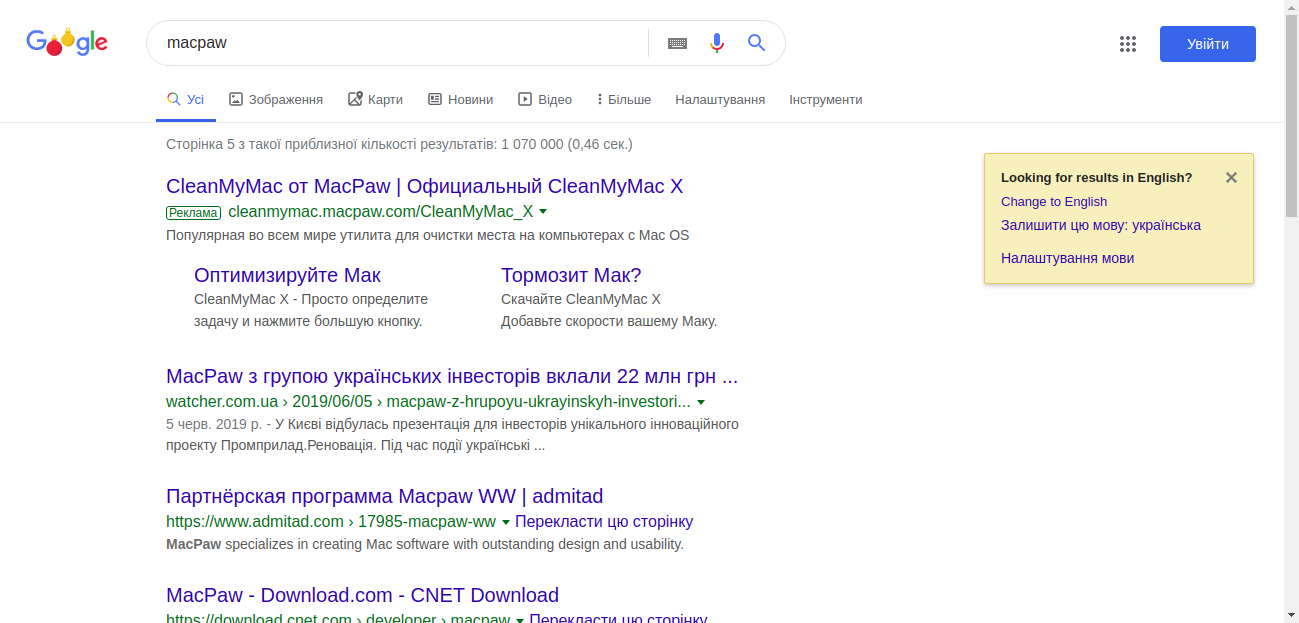 Google
macpaw
Увійти
Усі Зображення Карти Новини Відео Більше Налаштування Інструменти
Сторінка 5 з такої приблизної кількості результатів: 1 070 000 (0,46 сек.)
CleanMyMac от MacPaw | Официальный CleanMyMac X
Реклама cleanmymac.macpaw.com/CleanMyMac_X
Популярная во всем мире утилита для очистки места на компьютерах с Mac OS
Оптимизируйте Мак
CleanMyMac X - Просто определите
задачу и нажмите большую кнопку.
Тормозит Мак?
Скачайте CleanMyMac X
Добавьте скорости вашему Маку.
MacPaw з групою українських інвесторів вклали 22 млн грн ...
watcher.com.ua › 2019/06/05 › macpaw-z-hrupoyu-ukrayinskyh-investori...
5 черв. 2019 р. - У Києві відбулась презентація для інвесторів унікального інноваційного
проекту Промприлад.Реновація. Під час події українські ...
Партнёрская программа Macpaw WW | admitad
https://www.admitad.com › 17985-macpaw-ww Перекласти цю сторінку
MacPaw specializes in creating Mac software with outstanding design and usability.
MacPaw - Download.com - CNET Download
https://download.cnet.com › developer › macpaw Перекласти цю сторінку
Looking for results in English?
Change to English
Залишити цю мову: українська
Налаштування мови